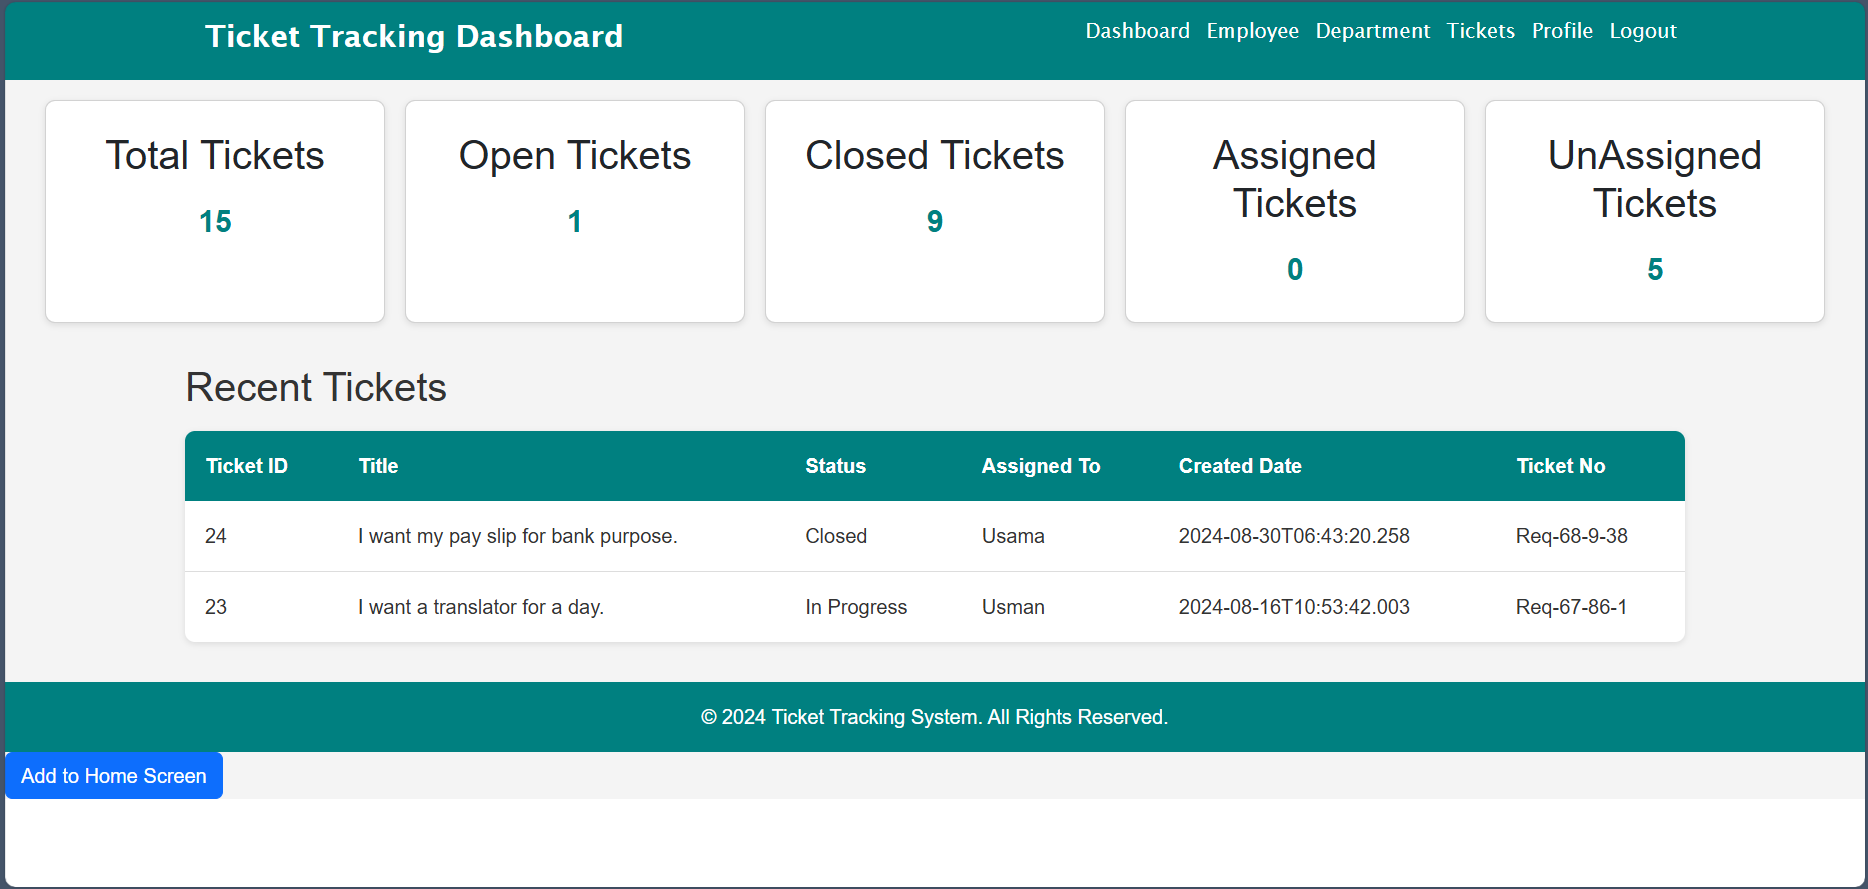 Ticket Tracking Dashboard
Dashboard Employee Department Tickets Profile Logout
Total Tickets
15
Open Tickets
1
Closed Tickets
9
Assigned
Tickets
0
UnAssigned
Tickets
5
Recent Tickets
Ticket ID Title Status Assigned To Created Date Ticket No
24 I want my pay slip for bank purpose. Closed Usama 2024-08-30T06:43:20.258 Req-68-9-38
23 I want a translator for a day. In Progress Usman 2024-08-16T10:53:42.003 Req-67-86-1
© 2024 Ticket Tracking System. All Rights Reserved.
Add to Home Screen